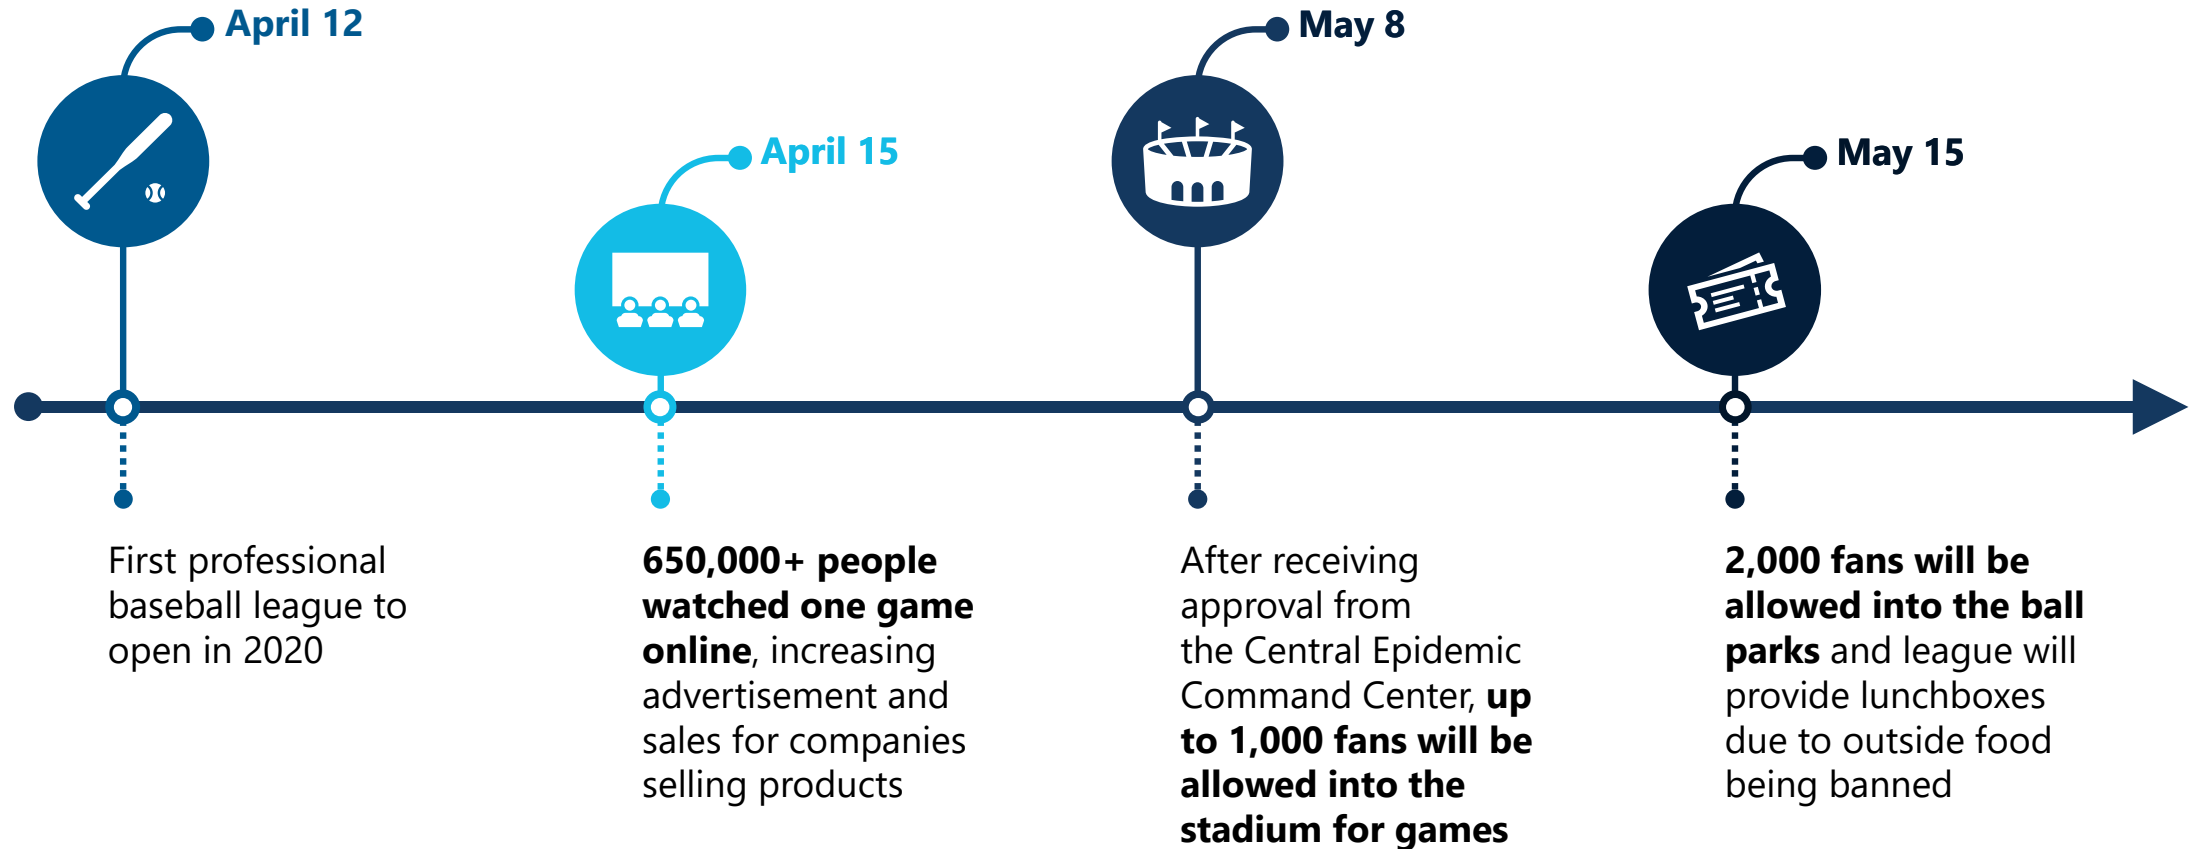 April 12
First professional
baseball league to
open in 2020
April 15
650,000+ people
watched one game
online, increasing
advertisement and
sales for companies
selling products
May 8
After receiving
approval from
the Central Epidemic
Command Center, up
to 1,000 fans will be
allowed into the
stadium for games
May 15
2,000 fans will be
allowed into the ball
parks and league will
provide lunchboxes
due to outside food
being banned